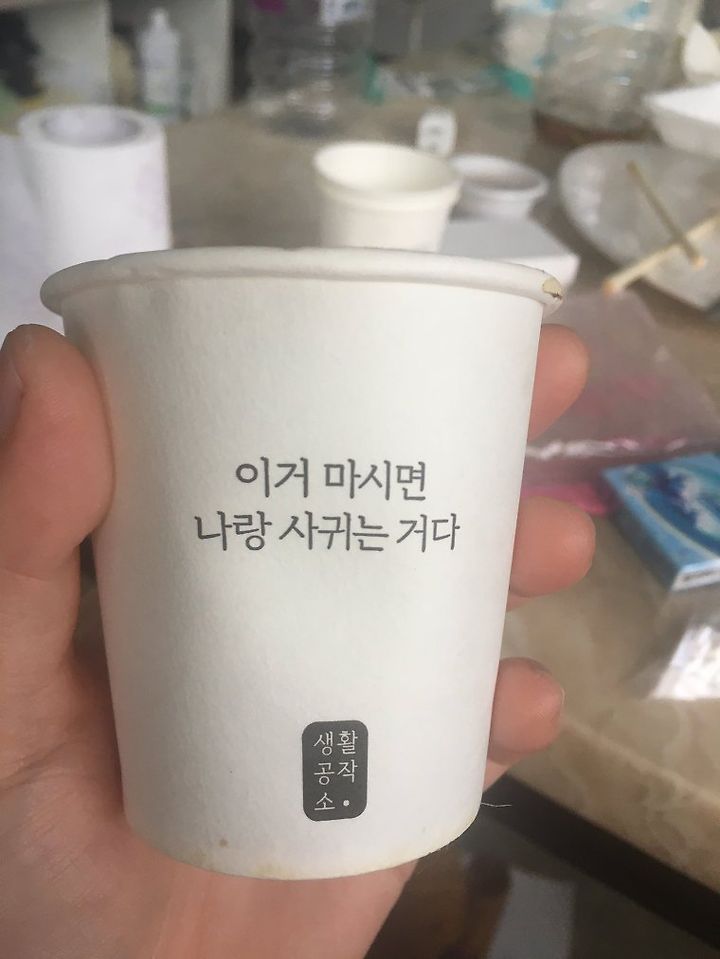 이거 마시면
나랑 사귀는 거다
생활
공작
소.